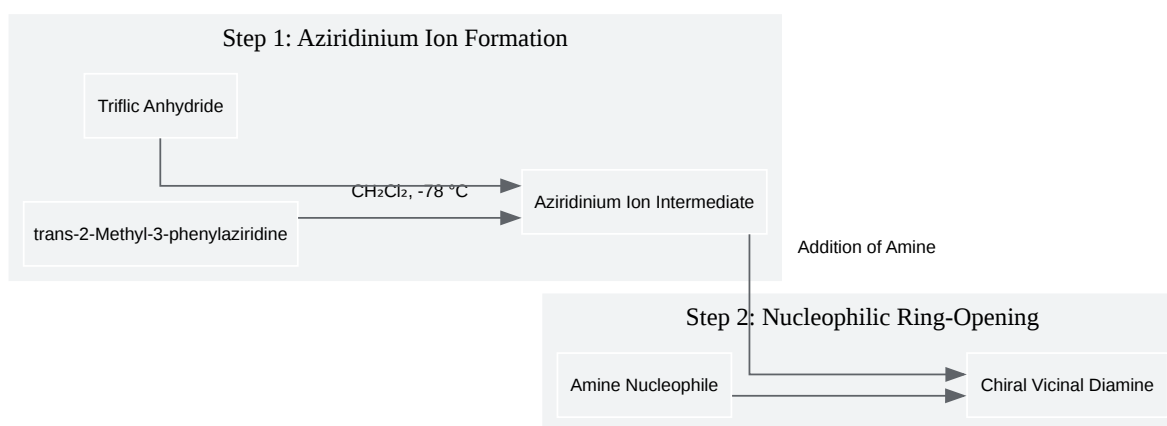 Step 1: Aziridinium Ion Formation
Triflic Anhydride
CH₂Cl₂, -78 °C
Aziridinium Ion Intermediate
trans-2-Methyl-3-phenylaziridine
Addition of Amine
Step 2: Nucleophilic Ring-Opening
Amine Nucleophile
Chiral Vicinal Diamine